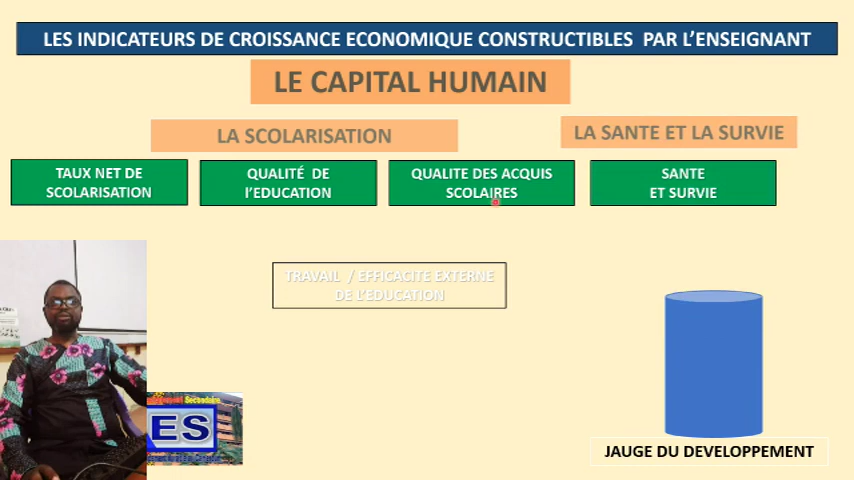 LES INDICATEURS DE CROISSANCE ECONOMIQUE CONSTRUCTIBLES PAR L'ENSEIGNANT
LE CAPITAL HUMAIN
LA SCOLARISATION
LA SANTE ET LA SURVIE
TAUX NET DE
SCOLARISATION
QUALITÉ DE
l'EDUCATION
QUALITE DES ACQUIS
SCOLAIRES
SANTE
ET SURVIE
TRAVAIL / EFFICACITE EXTERNE
DE L'EDUCATION
Secondaire
ES
JAUGE DU DEVELOPPEMENT